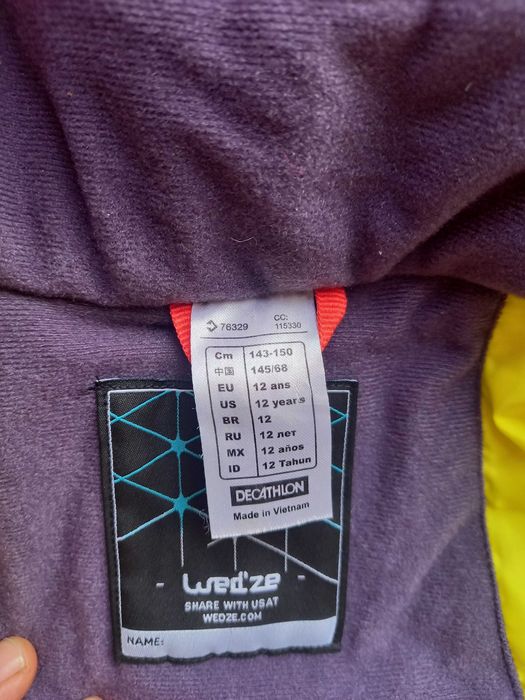 76329 CC: 115330
Cm 143-150
中国 145/68
EU 12 ans
US 12 years
BR 12
RU 12 лет
MX 12 años
ID 12 Tahun
DECATHLON
Made in Vietnam
- wed'ze -
SHARE WITH US AT
WEDZE.COM
NAME: